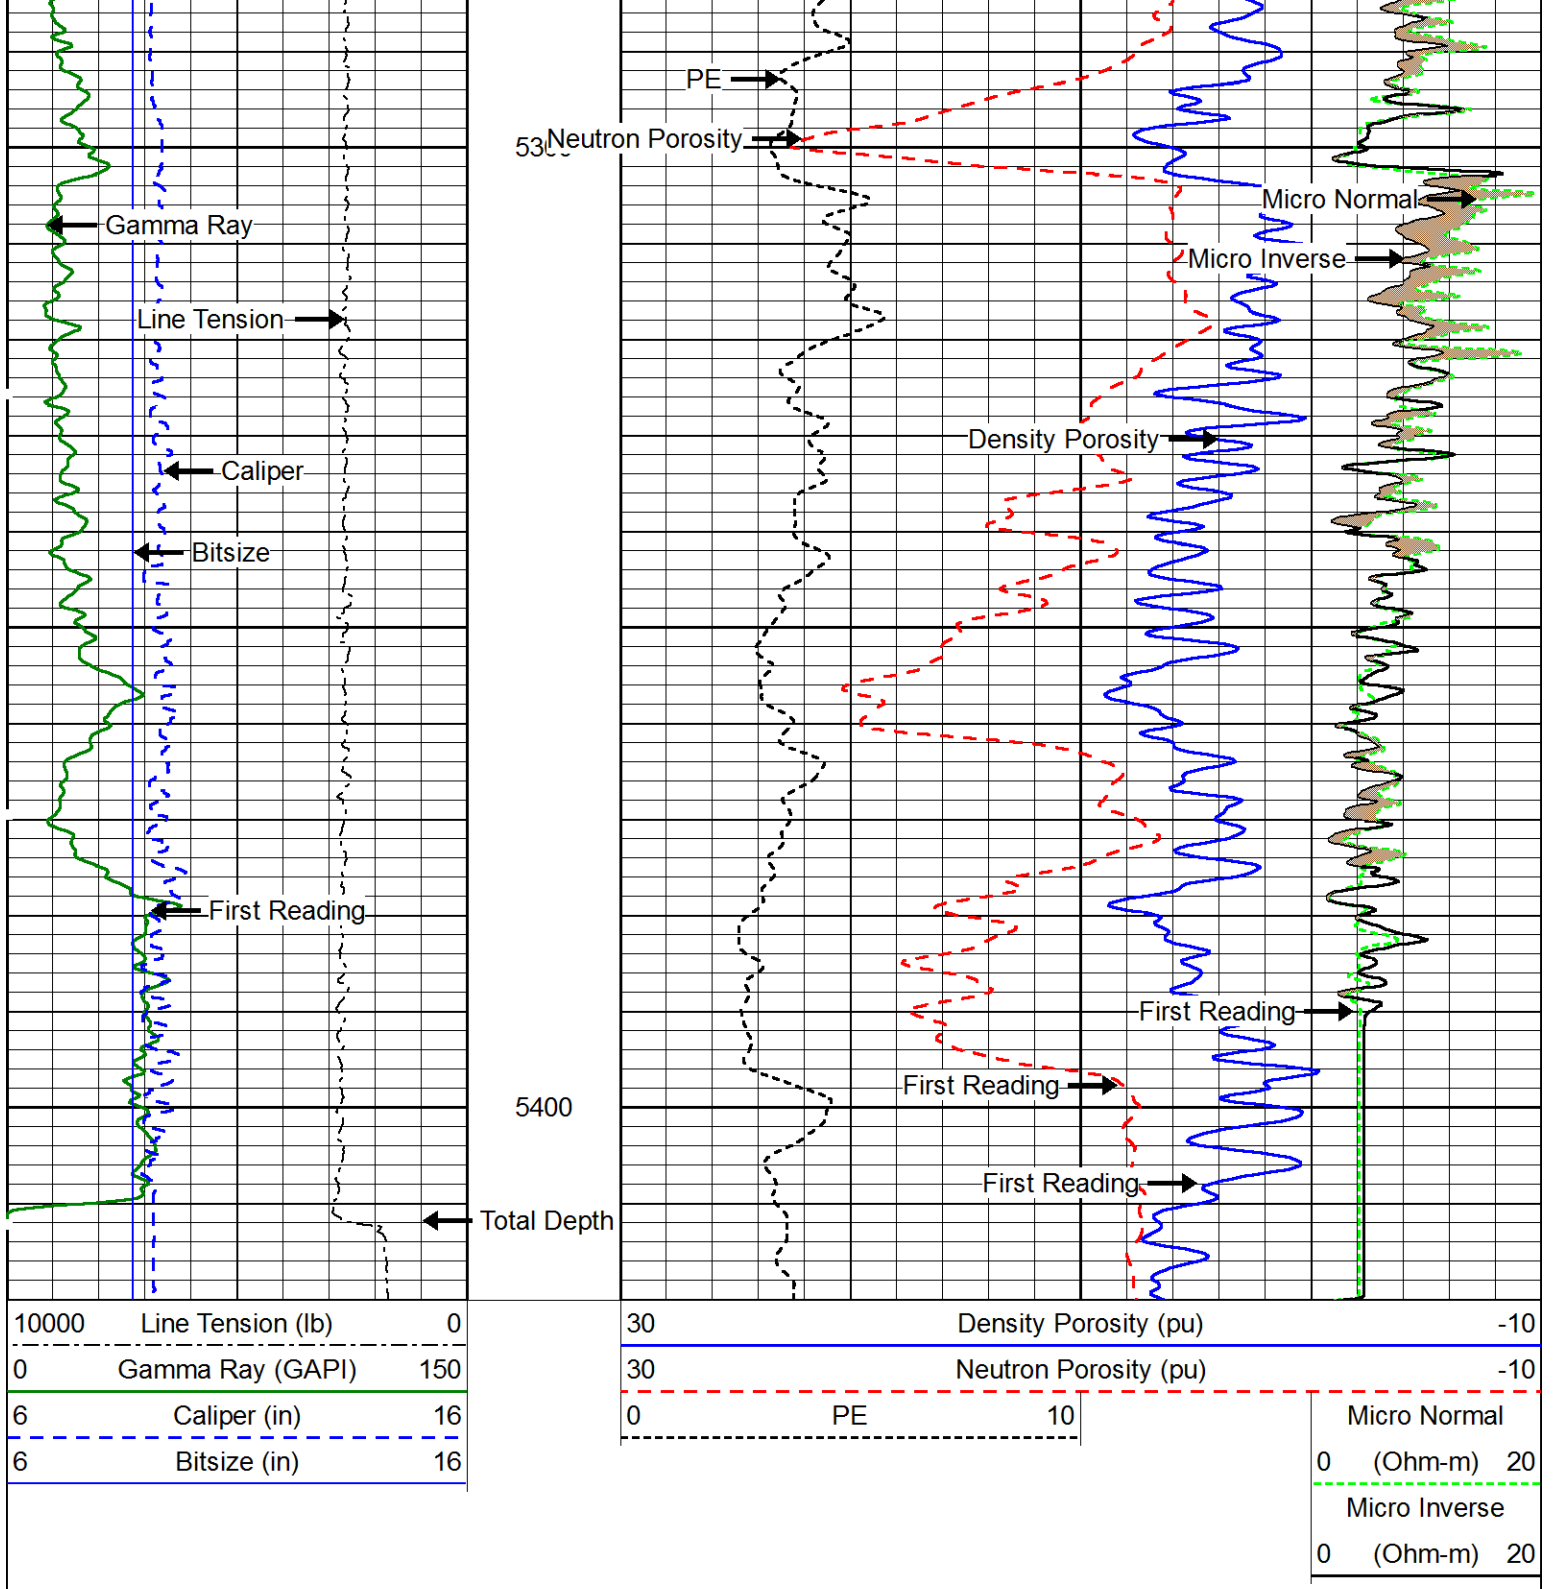 PE
Neutron Porosity
5300
Micro Normal
Gamma Ray
Micro Inverse
Line Tension
Density Porosity
Caliper
Bitsize
First Reading
First Reading
First Reading
5400
First Reading
Total Depth
10000 Line Tension (lb) 0
0 Gamma Ray (GAPI) 150
6 Caliper (in) 16
6 Bitsize (in) 16
30 Density Porosity (pu) -10
30 Neutron Porosity (pu) -10
0 PE 10
Micro Normal
0 (Ohm-m) 20
Micro Inverse
0 (Ohm-m) 20